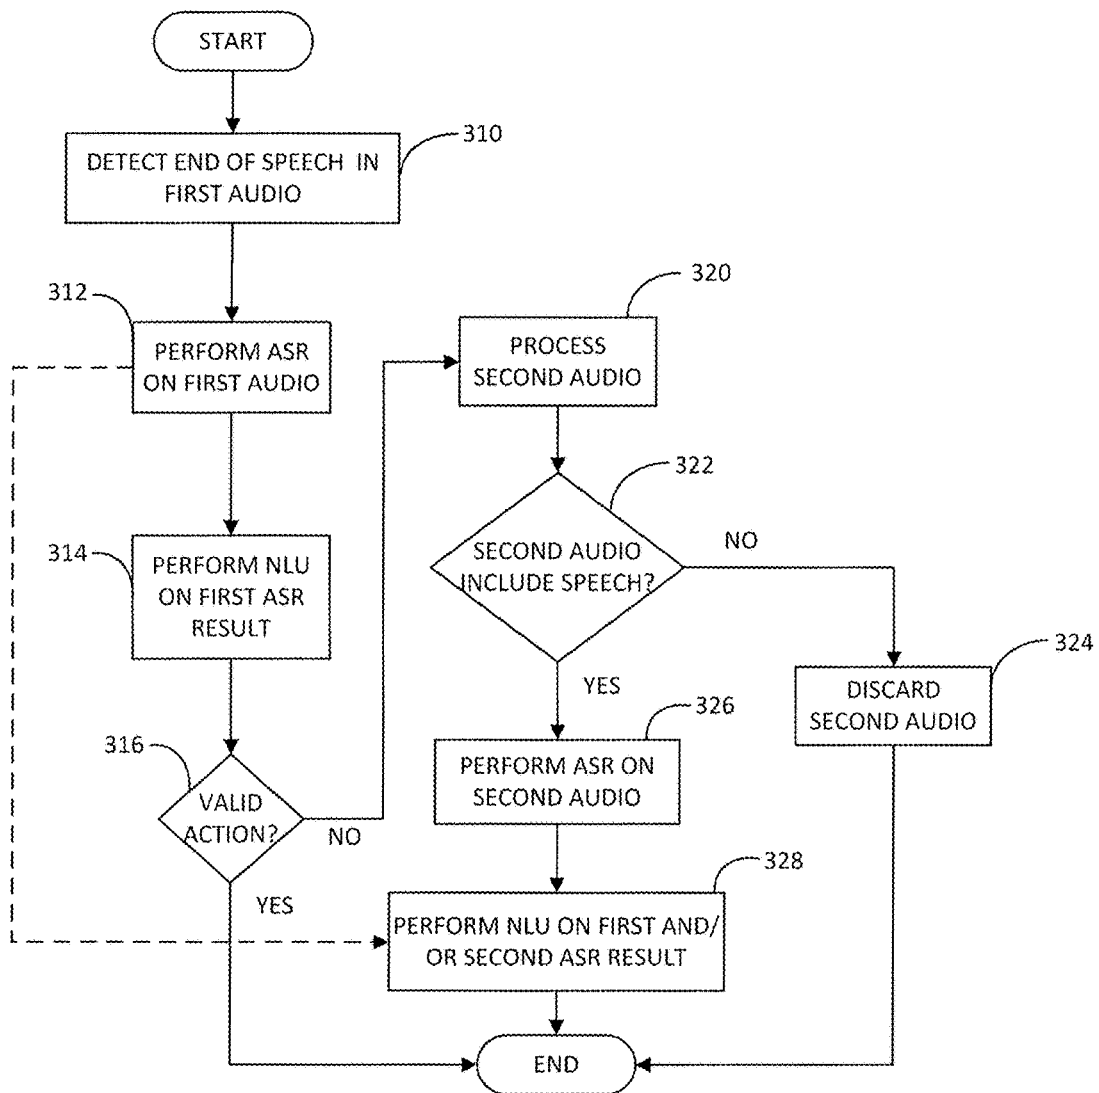 START
310
DETECT END OF SPEECH IN
FIRST AUDIO
312
PERFORM ASR
ON FIRST AUDIO
314
PERFORM NLU
ON FIRST ASR
RESULT
316
VALID
ACTION?
NO
YES
320
PROCESS
SECOND AUDIO
322
SECOND AUDIO
INCLUDE SPEECH?
NO
YES
324
DISCARD
SECOND AUDIO
326
PERFORM ASR ON
SECOND AUDIO
328
PERFORM NLU ON FIRST AND/
OR SECOND ASR RESULT
END